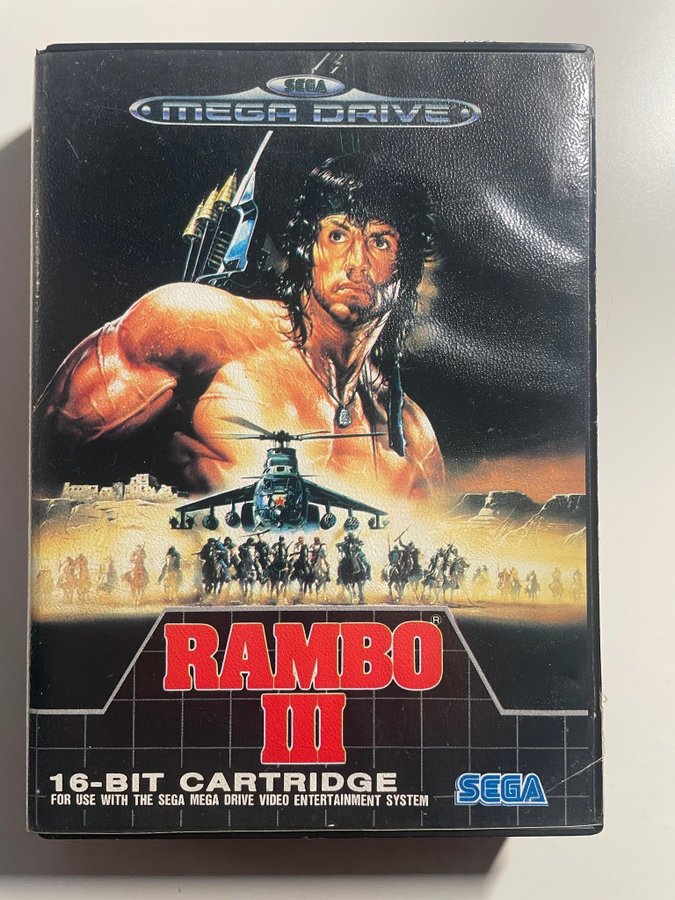 SEGA
MEGA DRIVE
RAMBO®
III
16-BIT CARTRIDGE
FOR USE WITH THE SEGA MEGA DRIVE VIDEO ENTERTAINMENT SYSTEM
SEGA